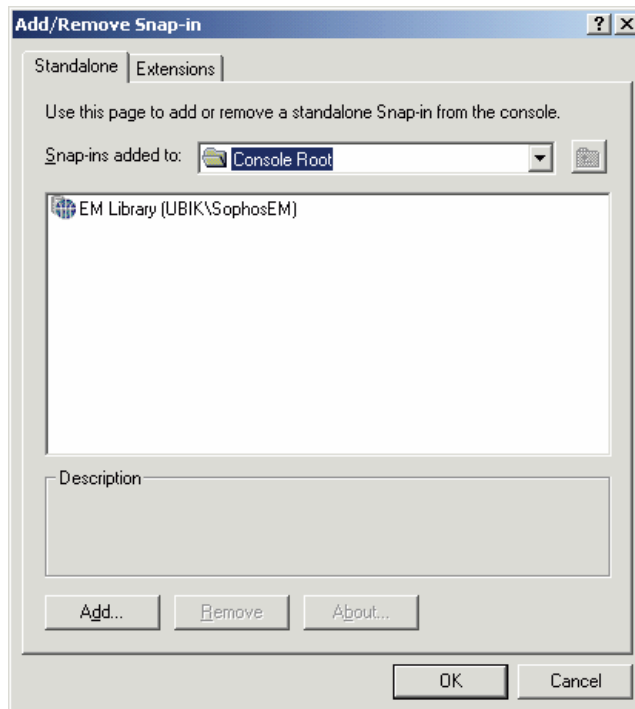 Add/Remove Snap-in
Standalone
Extensions
Use this page to add or remove a standalone Snap-in from the console.
Snap-ins added to:
Console Root
EM Library (UBIK\SophosEM)
Description
Add...
Remove
About...
OK
Cancel